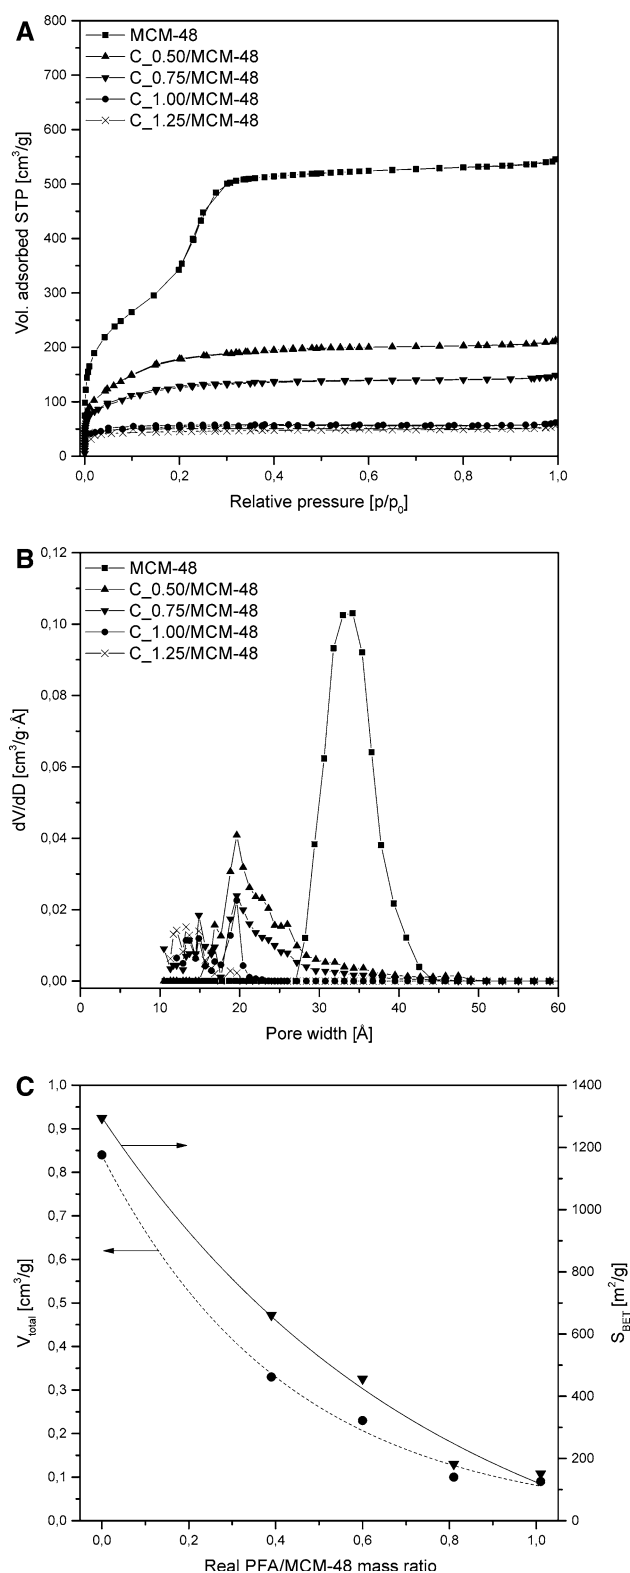 A
MCM-48
C_0.50/MCM-48
C_0.75/MCM-48
C_1.00/MCM-48
C_1.25/MCM-48
Vol. adsorbed STP [cm³/g]
800
700
600
500
400
300
200
100
0
0,0 0,2 0,4 0,6 0,8 1,0
Relative pressure [p/p₀]
B
MCM-48
C_0.50/MCM-48
C_0.75/MCM-48
C_1.00/MCM-48
C_1.25/MCM-48
dV/dD [cm³/g·Å]
0,12
0,10
0,08
0,06
0,04
0,02
0,00
0 10 20 30 40 50 60
Pore width [Å]
C
V_total [cm³/g]
1,0
0,9
0,8
0,7
0,6
0,5
0,4
0,3
0,2
0,1
0,0
1400
1200
1000
800
600
400
200
0
S_BET [m²/g]
0,0 0,2 0,4 0,6 0,8 1,0
Real PFA/MCM-48 mass ratio